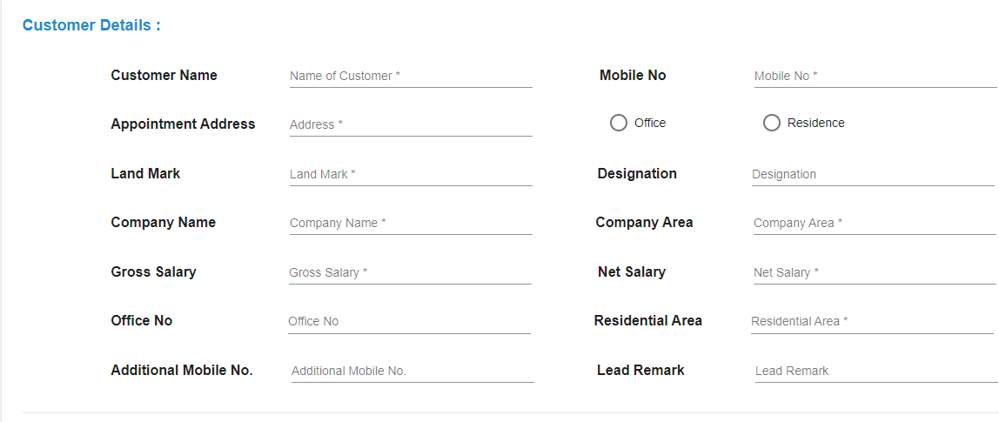 Customer Details :
Customer Name Name of Customer * Mobile No Mobile No *
Appointment Address Address * Office Residence
Land Mark Land Mark * Designation Designation
Company Name Company Name * Company Area Company Area *
Gross Salary Gross Salary * Net Salary Net Salary *
Office No Office No Residential Area Residential Area *
Additional Mobile No. Additional Mobile No. Lead Remark Lead Remark